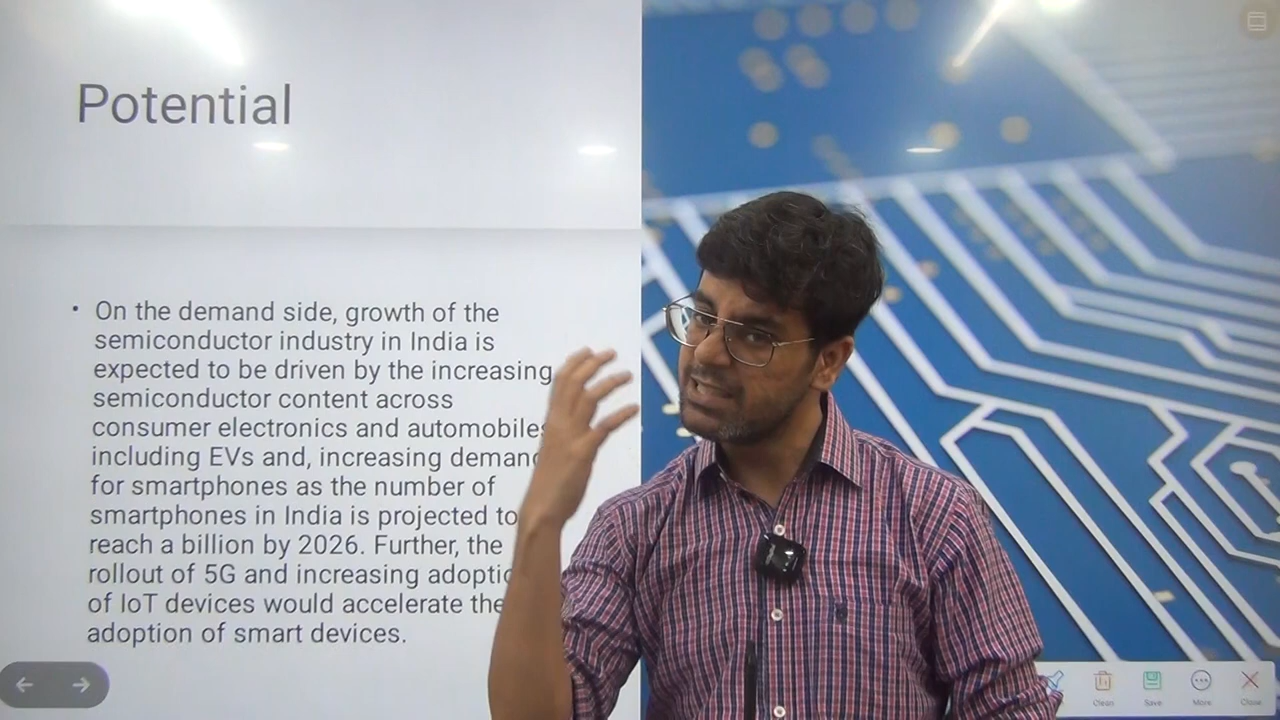 Potential
• On the demand side, growth of the
semiconductor industry in India is
expected to be driven by the increasing
semiconductor content across
consumer electronics and automobiles
including EVs and, increasing demand
for smartphones as the number of
smartphones in India is projected to
reach a billion by 2026. Further, the
rollout of 5G and increasing adoption
of IoT devices would accelerate the
adoption of smart devices.
Clean Save More Close